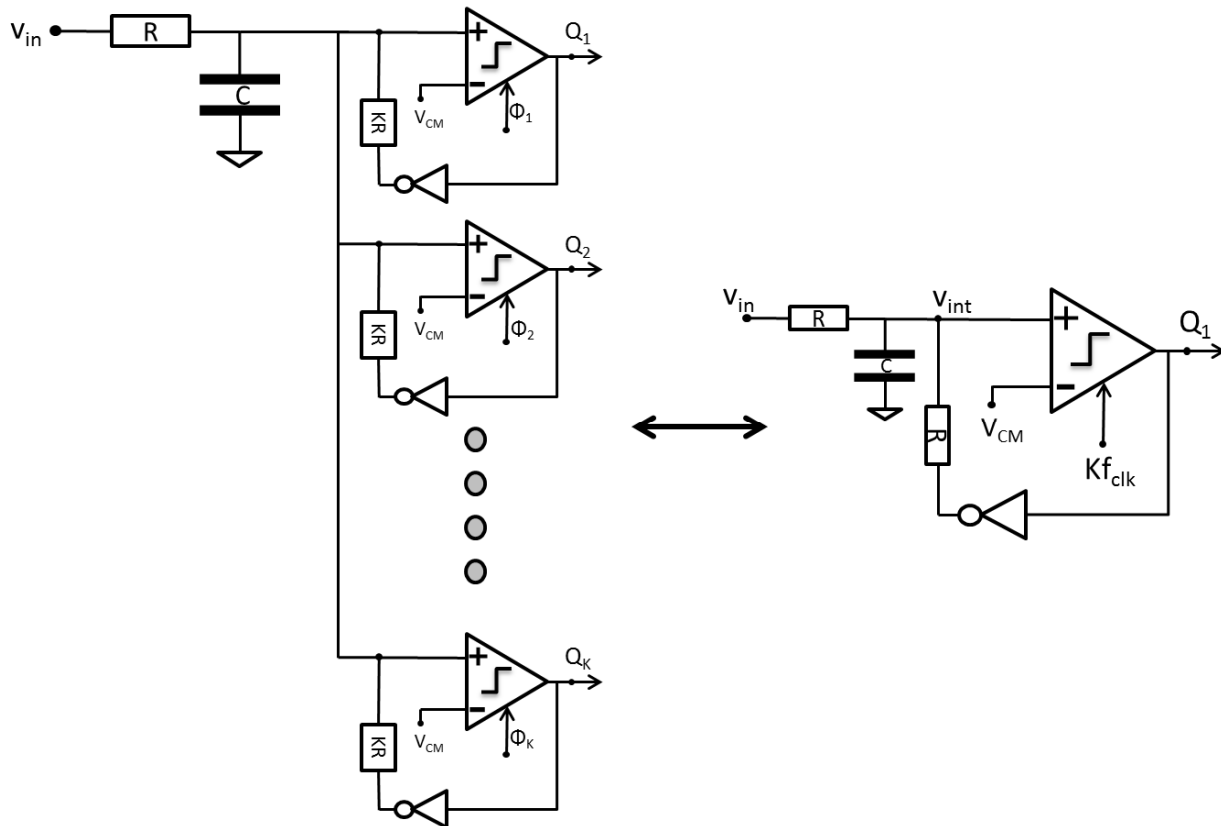 v_in
R
C
KR
+
−
V_CM
Φ_1
Q_1
KR
+
−
V_CM
Φ_2
Q_2
KR
+
−
V_CM
Φ_K
Q_K
v_in
R
C
v_int
R
+
−
V_CM
Kf_clk
Q_1